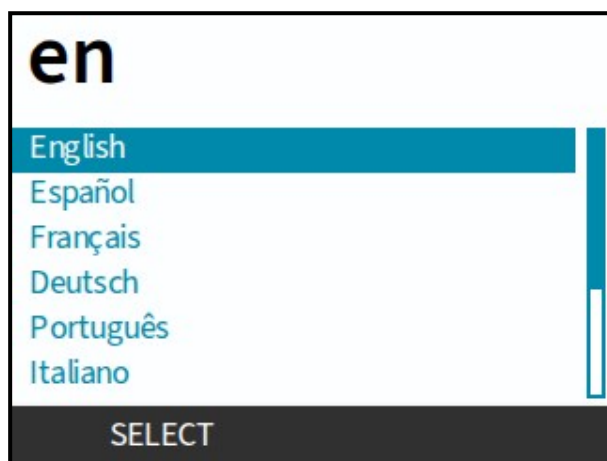 en
English
Español
Français
Deutsch
Português
Italiano
SELECT